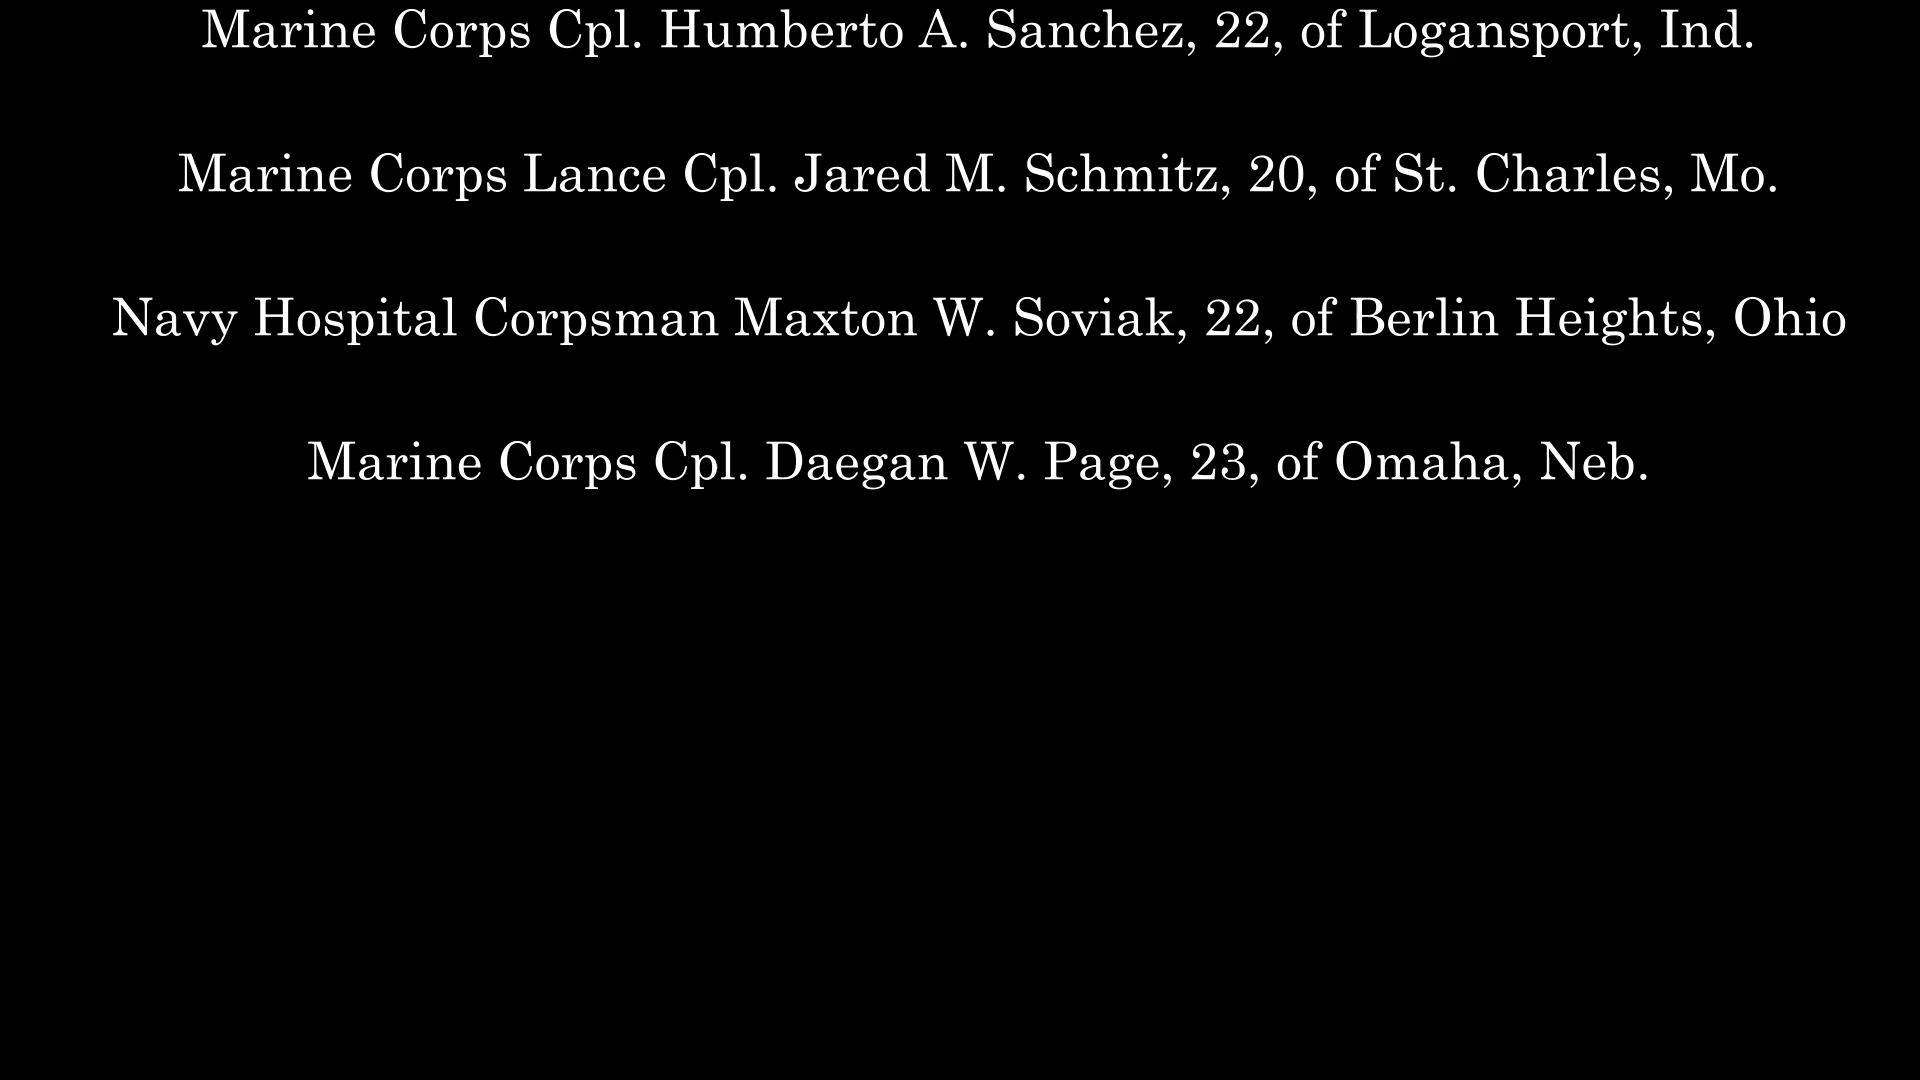 Marine Corps Cpl. Humberto A. Sanchez, 22, of Logansport, Ind.
Marine Corps Lance Cpl. Jared M. Schmitz, 20, of St. Charles, Mo.
Navy Hospital Corpsman Maxton W. Soviak, 22, of Berlin Heights, Ohio
Marine Corps Cpl. Daegan W. Page, 23, of Omaha, Neb.